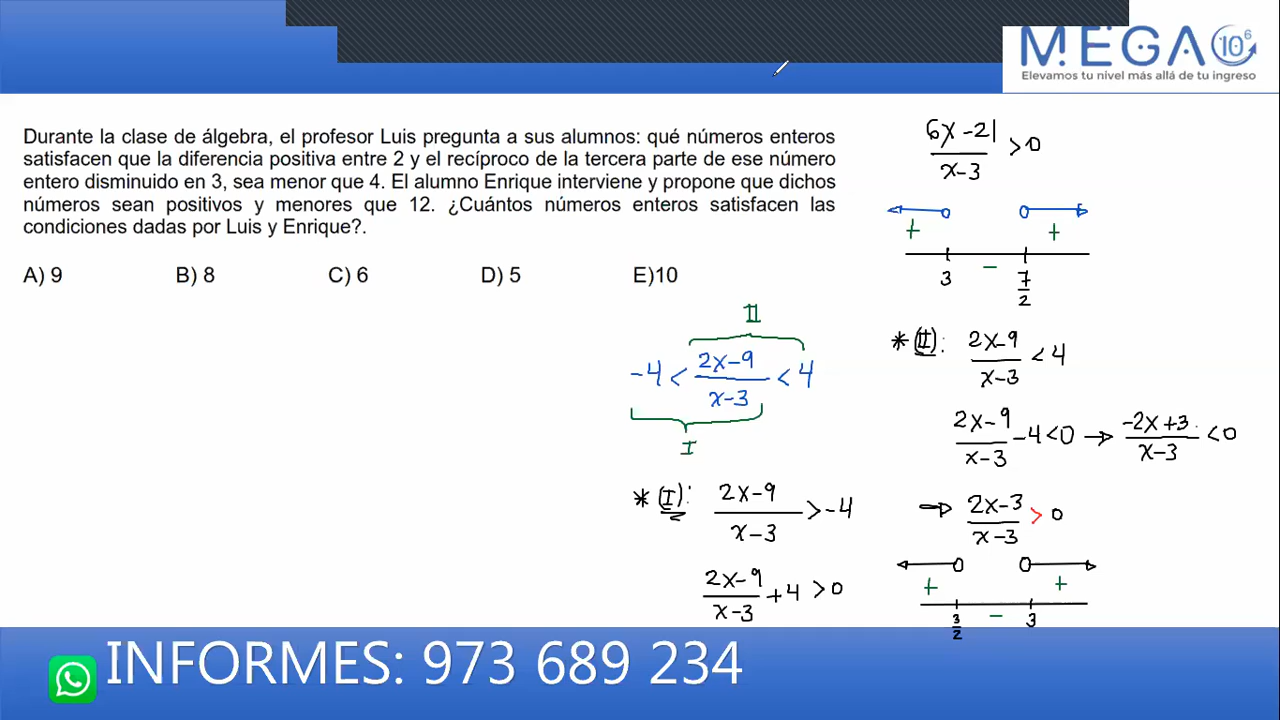 MEGA 10⁶
Elevamos tu nivel más allá de tu ingreso
Durante la clase de álgebra, el profesor Luis pregunta a sus alumnos: qué números enteros
satisfacen que la diferencia positiva entre 2 y el recíproco de la tercera parte de ese número
entero disminuido en 3, sea menor que 4. El alumno Enrique interviene y propone que dichos
números sean positivos y menores que 12. ¿Cuántos números enteros satisfacen las
condiciones dadas por Luis y Enrique?.
A) 9 B) 8 C) 6 D) 5 E)10
II
-4 < (2x-9)/(x-3) < 4
I
* (I): (2x-9)/(x-3) > -4
(2x-9)/(x-3) + 4 > 0
(6x-21)/(x-3) > 0
+ - +
3 7/2
* (II): (2x-9)/(x-3) < 4
(2x-9)/(x-3) - 4 < 0 → (-2x+3)/(x-3) < 0
→ (2x-3)/(x-3) > 0
+ - +
3/2 3
INFORMES: 973 689 234